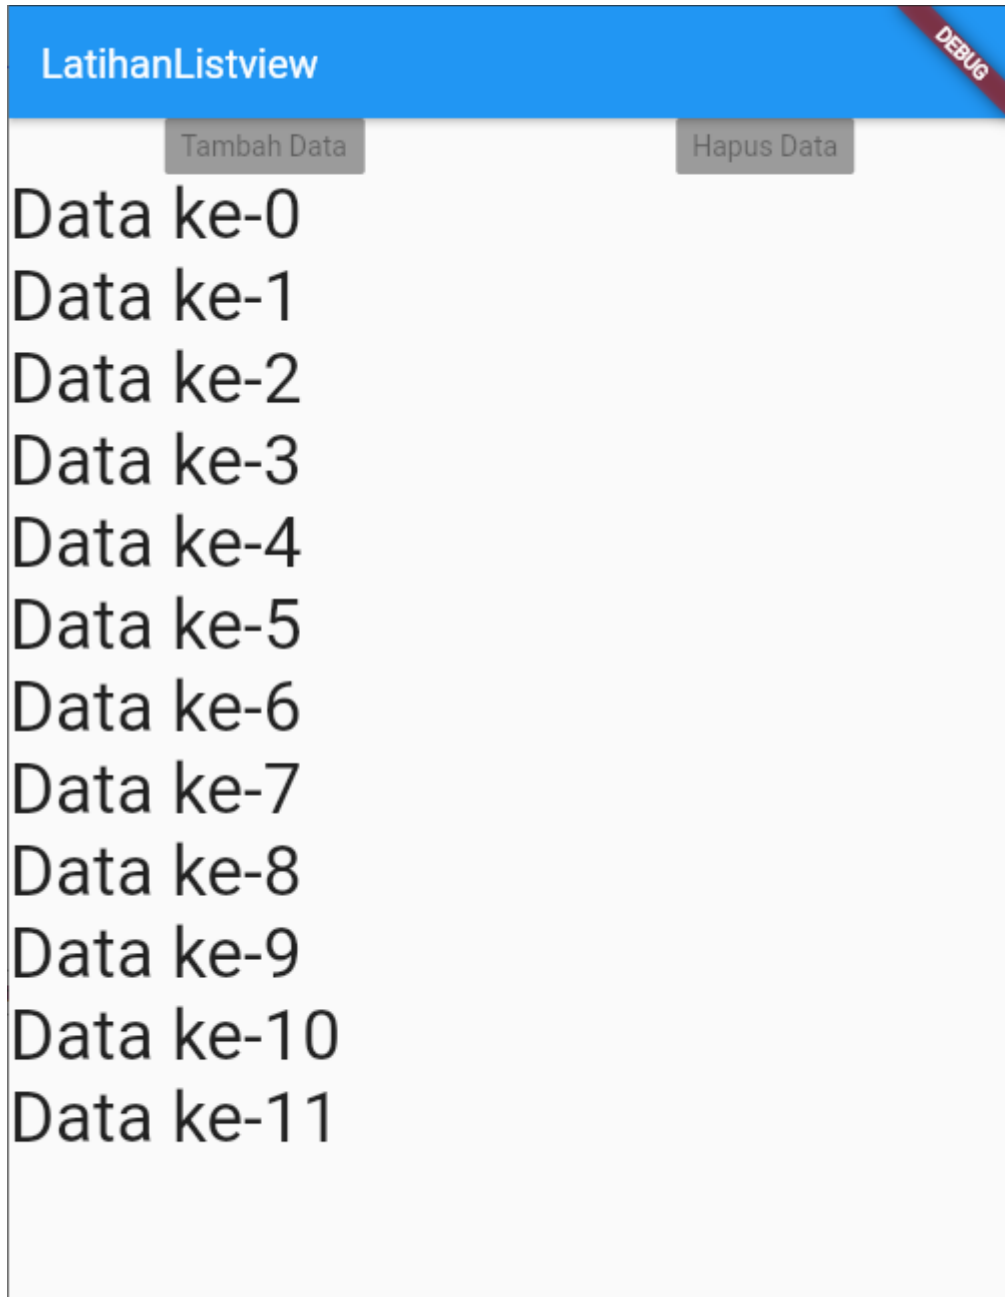 LatihanListview
DEBUG
Tambah Data Hapus Data
Data ke-0
Data ke-1
Data ke-2
Data ke-3
Data ke-4
Data ke-5
Data ke-6
Data ke-7
Data ke-8
Data ke-9
Data ke-10
Data ke-11